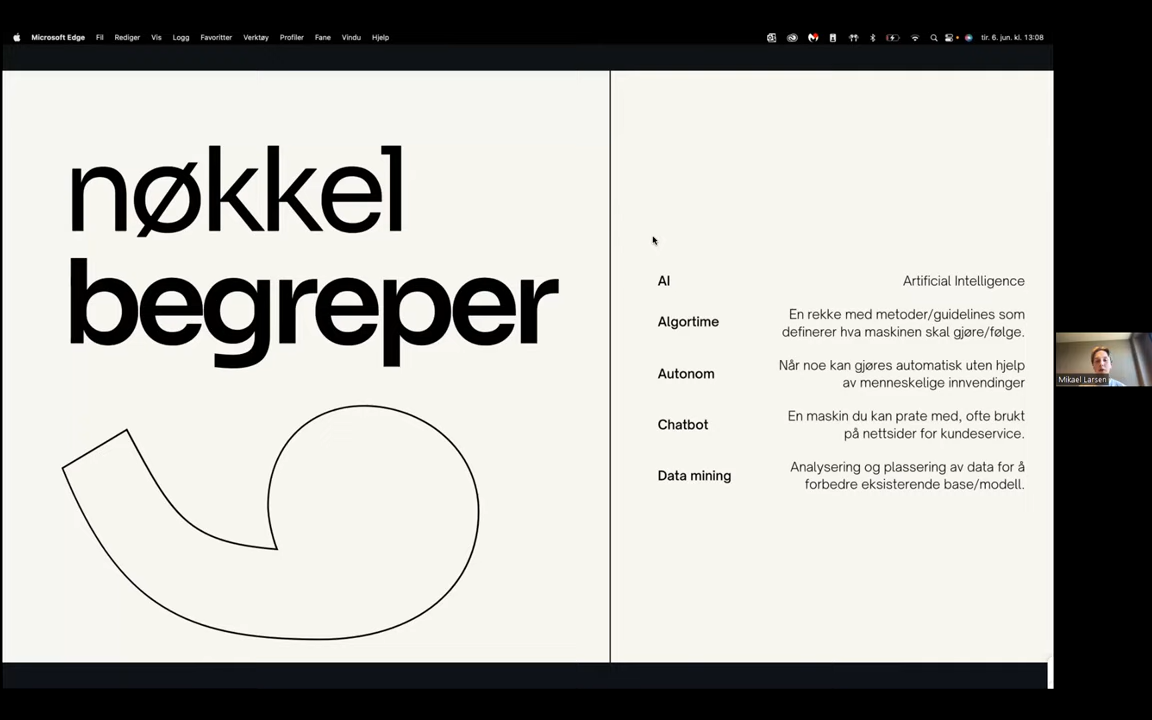 Microsoft Edge Fil Rediger Vis Logg Favoritter Verktøy Profiler Fane Vindu Hjelp tir. 6. jun. kl. 13:08
nøkkel
begreper
AI Artificial Intelligence
Algortime En rekke med metoder/guidelines som
definerer hva maskinen skal gjøre/følge.
Autonom Når noe kan gjøres automatisk uten hjelp
av menneskelige innvendinger
Chatbot En maskin du kan prate med, ofte brukt
på nettsider for kundeservice.
Data mining Analysering og plassering av data for å
forbedre eksisterende base/modell.
Mikael Larsen